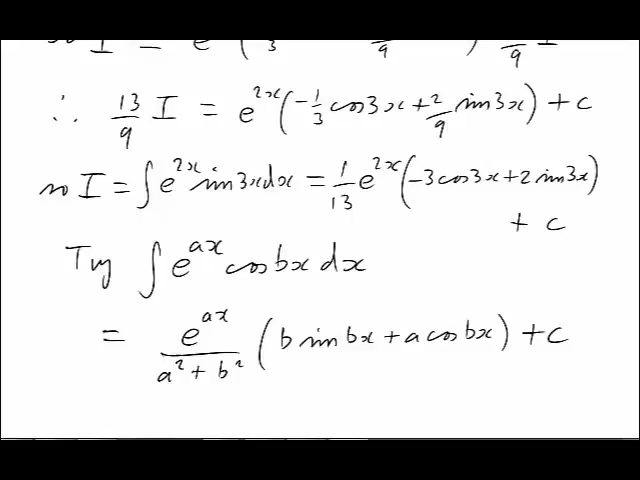 ∴ 13/9 I = e^{2x}(-1/3 cos3x + 2/9 sin3x) + c
so I = ∫ e^{2x} sin3x dx = 1/13 e^{2x}(-3cos3x + 2 sin3x)
+ c
Try ∫ e^{ax} cos bx dx
= e^{ax}/(a² + b²) (b sin bx + a cos bx) + c